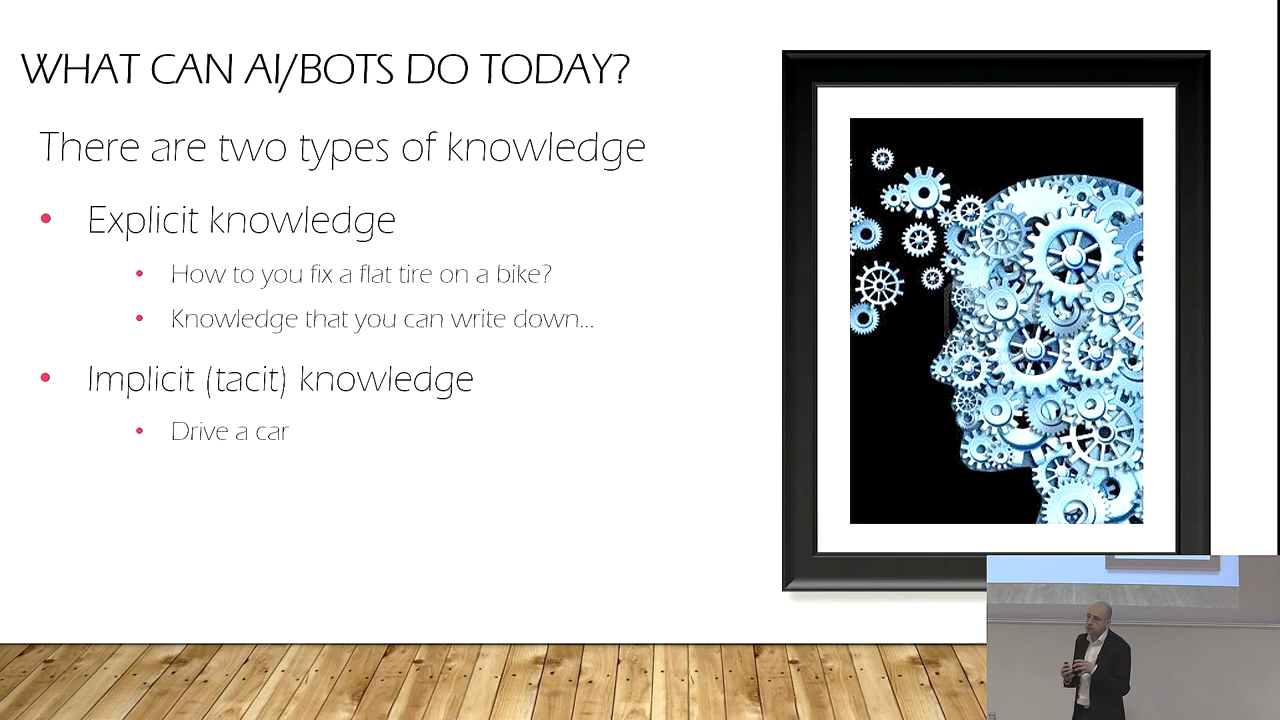 WHAT CAN AI/BOTS DO TODAY?
There are two types of knowledge
Explicit knowledge
How to you fix a flat tire on a bike?
Knowledge that you can write down...
Implicit (tacit) knowledge
Drive a car